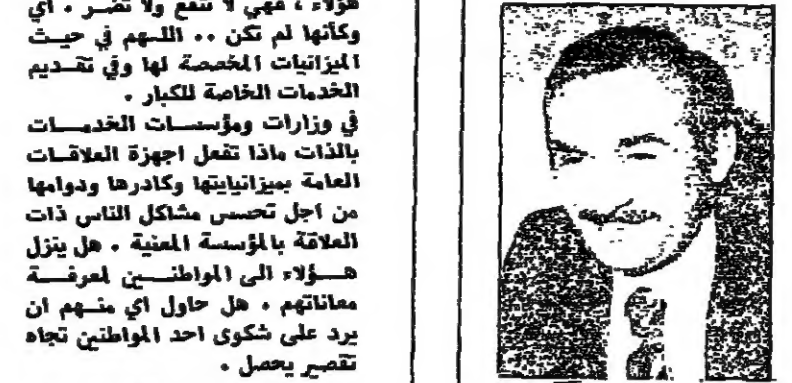 هؤلاء ، فهي لا تنفع ولا تضر . اي
وكأنها لم تكن .. اللهم في حيث
الميزانيات المخصصة لها وفي تقديم
الخدمات الخاصة للكبار .
في وزارات ومؤسسات الخدمات
بالذات ماذا تفعل اجهزة العلاقات
العامة بميزانيايتها وكادرها ودوامها
من اجل تحسس مشاكل الناس ذات
العلاقة بالمؤسسة المعنية . هل ينزل
هؤلاء الى المواطنين لمعرفة
معاناتهم . هل حاول اي منهم ان
يرد على شكوى احد المواطنين تجاه
تقصير يحصل .